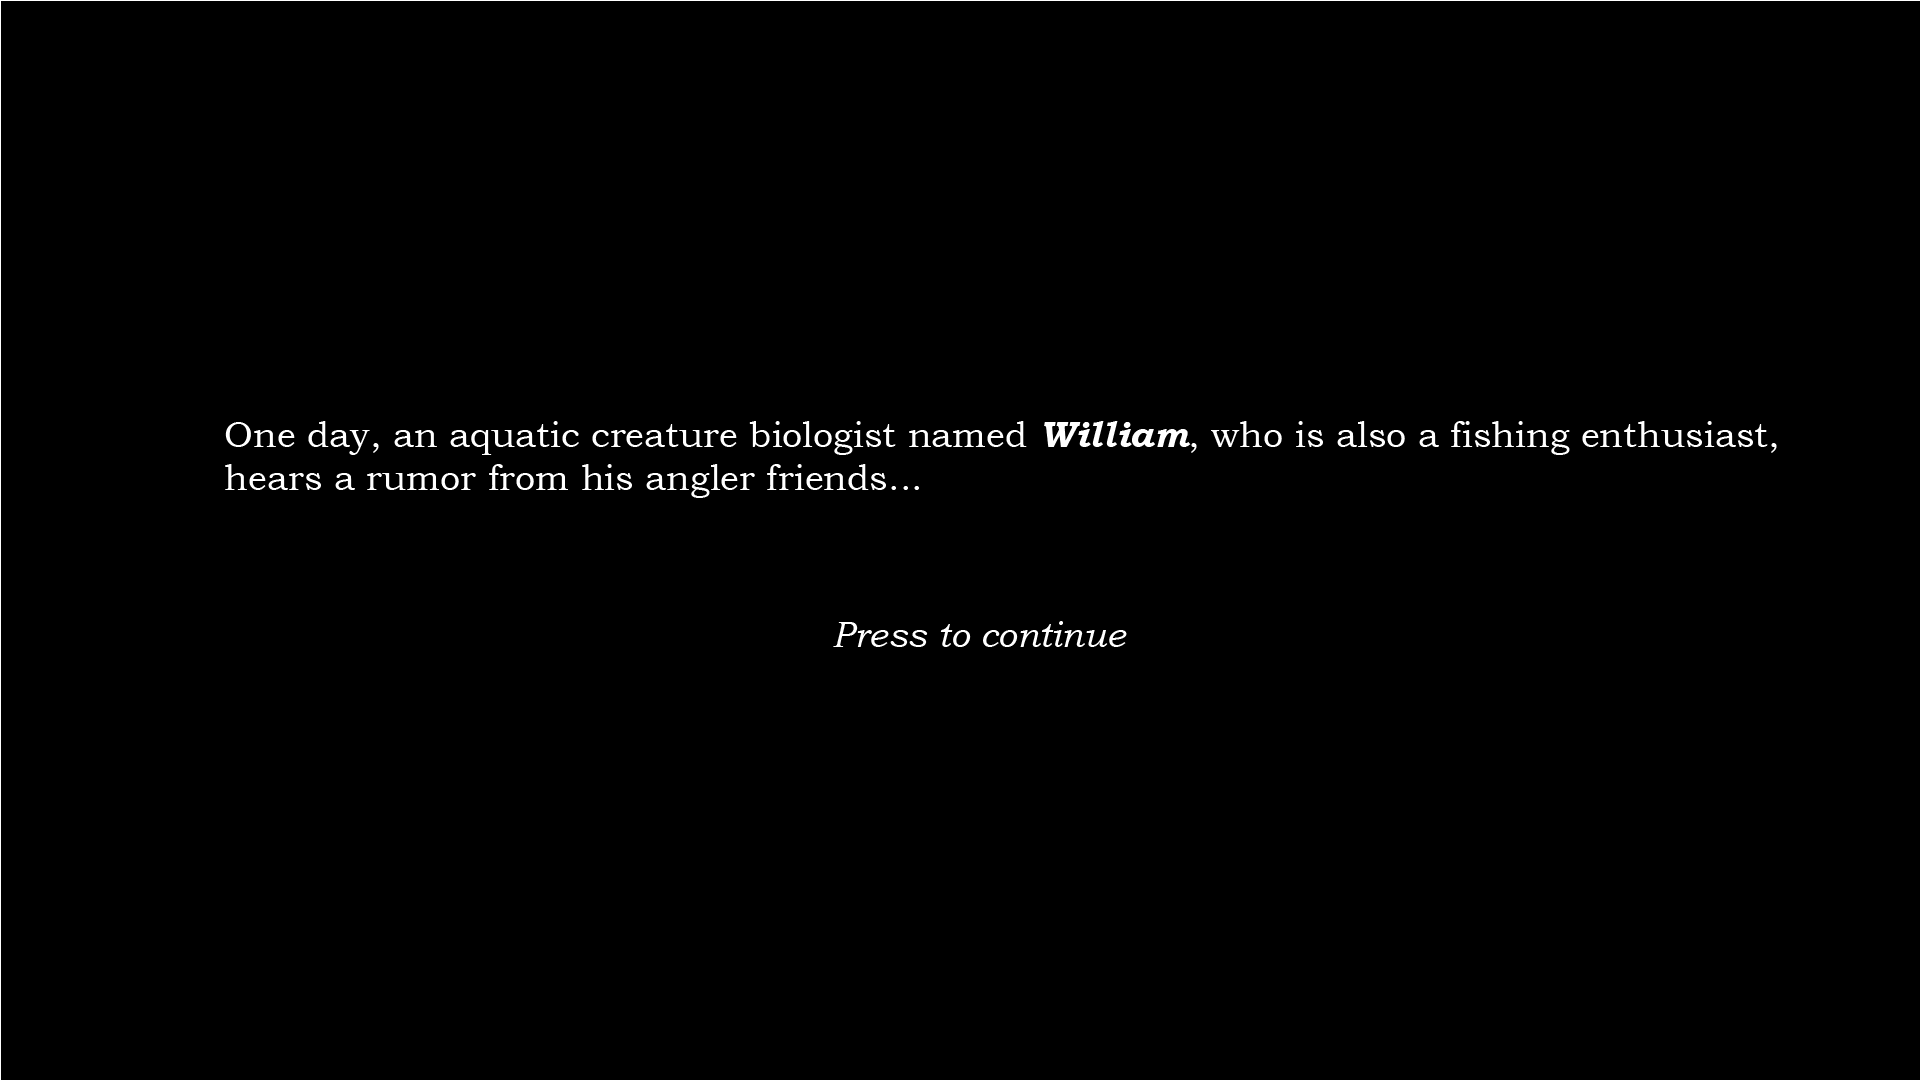 One day, an aquatic creature biologist named William, who is also a fishing enthusiast,
hears a rumor from his angler friends...
Press to continue